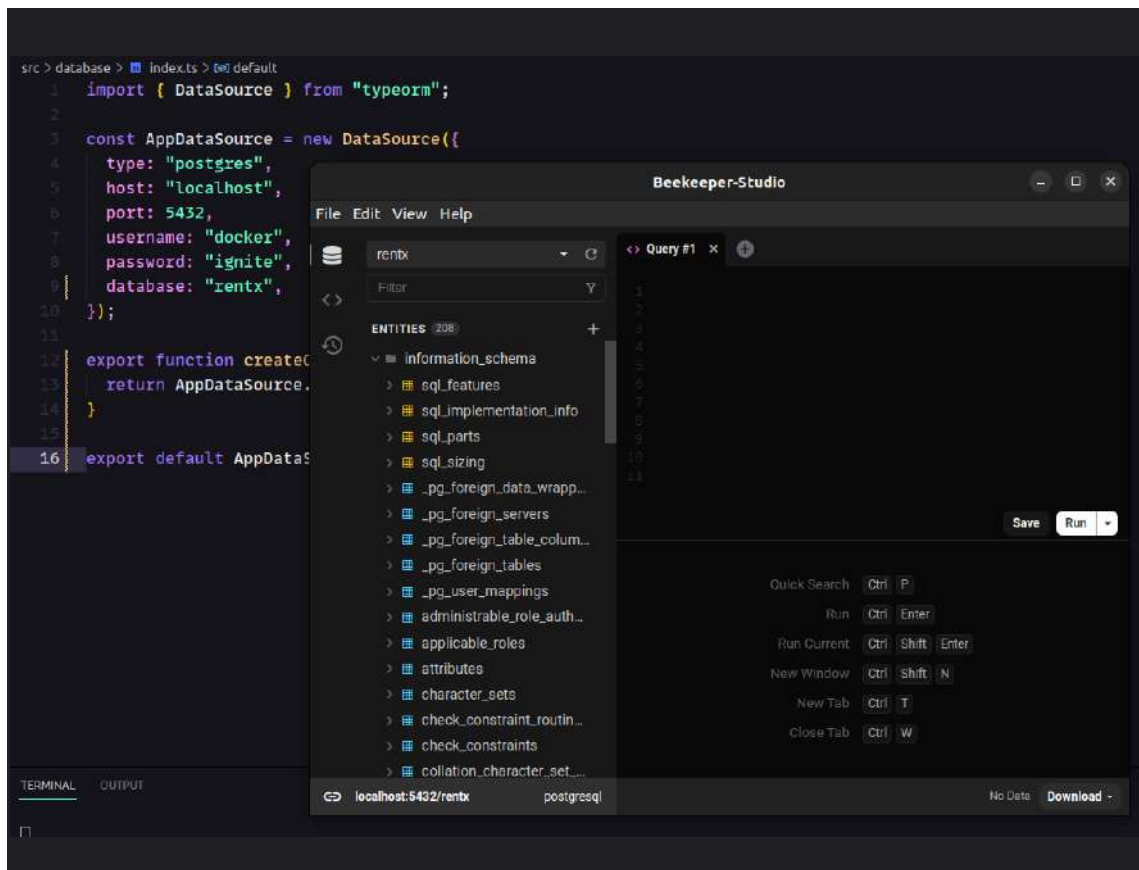 src > database > index.ts > default
1 import { DataSource } from "typeorm";
2
3 const AppDataSource = new DataSource({
4 type: "postgres",
5 host: "localhost",
6 port: 5432,
7 username: "docker",
8 password: "ignite",
9 database: "rentx",
10 });
11
12 export function createC
13 return AppDataSource.
14 }
15
16 export default AppDataS
TERMINAL OUTPUT
Beekeeper-Studio
File Edit View Help
rentx
Filter
ENTITIES 208
information_schema
sql_features
sql_implementation_info
sql_parts
sql_sizing
_pg_foreign_data_wrapp...
_pg_foreign_servers
_pg_foreign_table_colum...
_pg_foreign_tables
_pg_user_mappings
administrable_role_auth...
applicable_roles
attributes
character_sets
check_constraint_routin...
check_constraints
collation_character_set_...
localhost:5432/rentx postgresql
Query #1
1
2
3
4
5
6
7
8
9
10
11
Save Run
Quick Search Ctrl P
Run Ctrl Enter
Run Current Ctrl Shift Enter
New Window Ctrl Shift N
New Tab Ctrl T
Close Tab Ctrl W
No Data Download